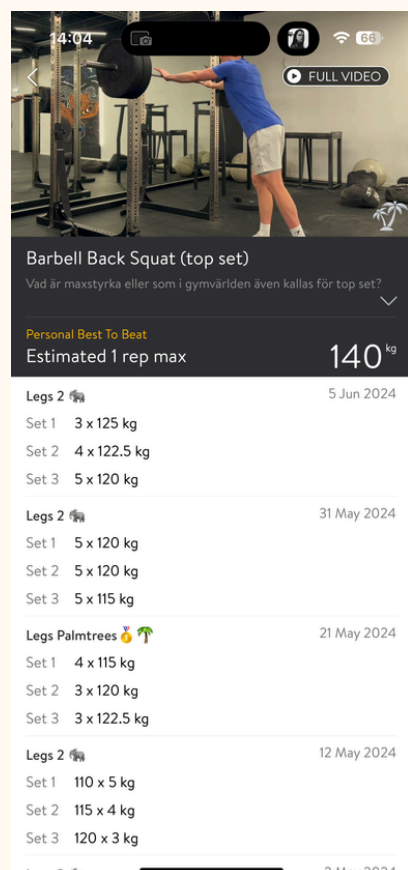 14:04
66
FULL VIDEO
Barbell Back Squat (top set)
Vad är maxstyrka eller som i gymvärlden även kallas för top set?
Personal Best To Beat
Estimated 1 rep max 140 kg
Legs 2 🐘 5 Jun 2024
Set 1 3 x 125 kg
Set 2 4 x 122.5 kg
Set 3 5 x 120 kg
Legs 2 🐘 31 May 2024
Set 1 5 x 120 kg
Set 2 5 x 120 kg
Set 3 5 x 115 kg
Legs Palmtrees🏅🌴 21 May 2024
Set 1 4 x 115 kg
Set 2 3 x 120 kg
Set 3 3 x 122.5 kg
Legs 2 🐘 12 May 2024
Set 1 110 x 5 kg
Set 2 115 x 4 kg
Set 3 120 x 3 kg